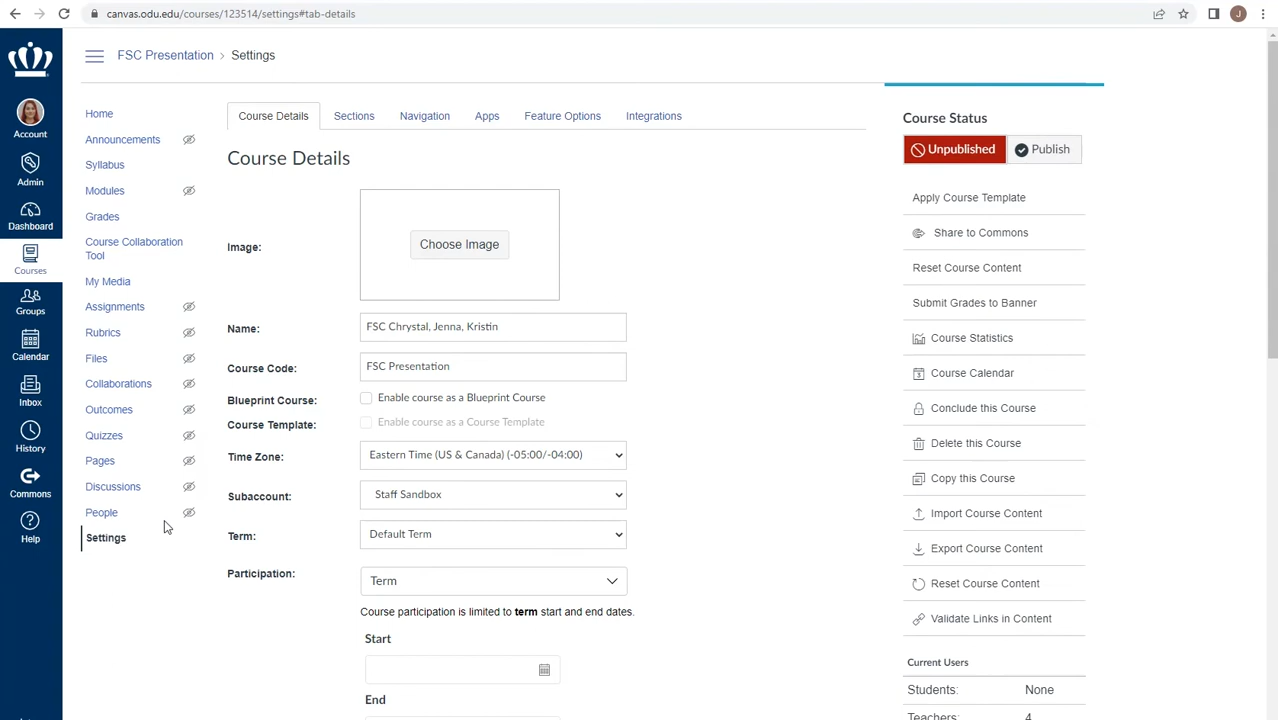 canvas.odu.edu/courses/123514/settings#tab-details
J
FSC Presentation > Settings
Account
Admin
Dashboard
Courses
Groups
Calendar
Inbox
History
Commons
Help
Home
Announcements
Syllabus
Modules
Grades
Course Collaboration
Tool
My Media
Assignments
Rubrics
Files
Collaborations
Outcomes
Quizzes
Pages
Discussions
People
Settings
Course Details Sections Navigation Apps Feature Options Integrations
Course Details
Image: Choose Image
Name: FSC Chrystal, Jenna, Kristin
Course Code: FSC Presentation
Blueprint Course: Enable course as a Blueprint Course
Course Template: Enable course as a Course Template
Time Zone: Eastern Time (US & Canada) (-05:00/-04:00)
Subaccount: Staff Sandbox
Term: Default Term
Participation: Term
Course participation is limited to term start and end dates.
Start
End
Course Status
Unpublished Publish
Apply Course Template
Share to Commons
Reset Course Content
Submit Grades to Banner
Course Statistics
Course Calendar
Conclude this Course
Delete this Course
Copy this Course
Import Course Content
Export Course Content
Reset Course Content
Validate Links in Content
Current Users
Students: None
Teachers: 4